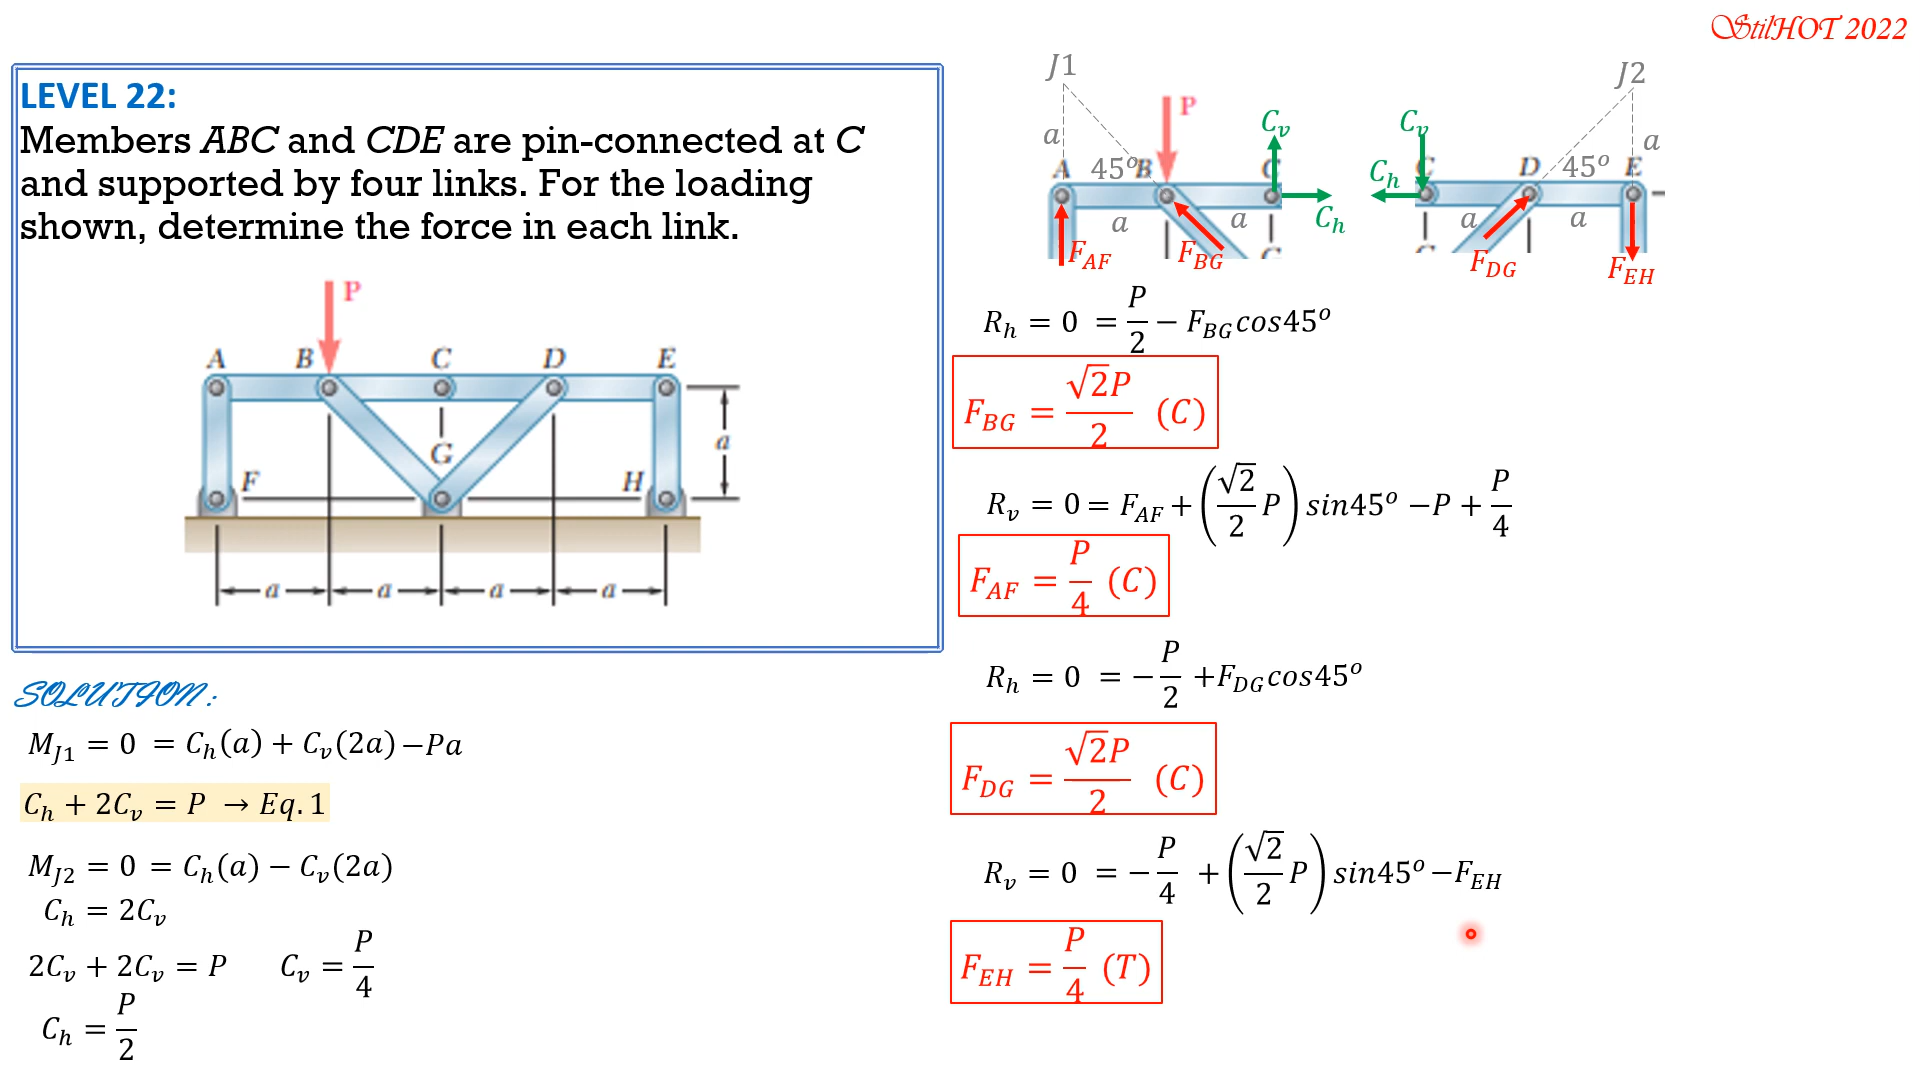 StilHOT 2022
LEVEL 22:
Members ABC and CDE are pin-connected at C
and supported by four links. For the loading
shown, determine the force in each link.
P
A B C D E
G
F H
a
a a a a
SOLUTION:
M_J1 = 0 = C_h(a) + C_v(2a) − Pa
C_h + 2C_v = P → Eq. 1
M_J2 = 0 = C_h(a) − C_v(2a)
C_h = 2C_v
2C_v + 2C_v = P C_v = P/4
C_h = P/2
J1
a
P
C_v
A 45° B C
a a
C_h
F_AF F_BG
J2
C_v
a
C_h C D 45° E
a a
F_DG F_EH
R_h = 0 = P/2 − F_BG cos45°
F_BG = √2P/2 (C)
R_v = 0 = F_AF + (√2/2 P) sin45° − P + P/4
F_AF = P/4 (C)
R_h = 0 = −P/2 + F_DG cos45°
F_DG = √2P/2 (C)
R_v = 0 = −P/4 + (√2/2 P) sin45° − F_EH
F_EH = P/4 (T)